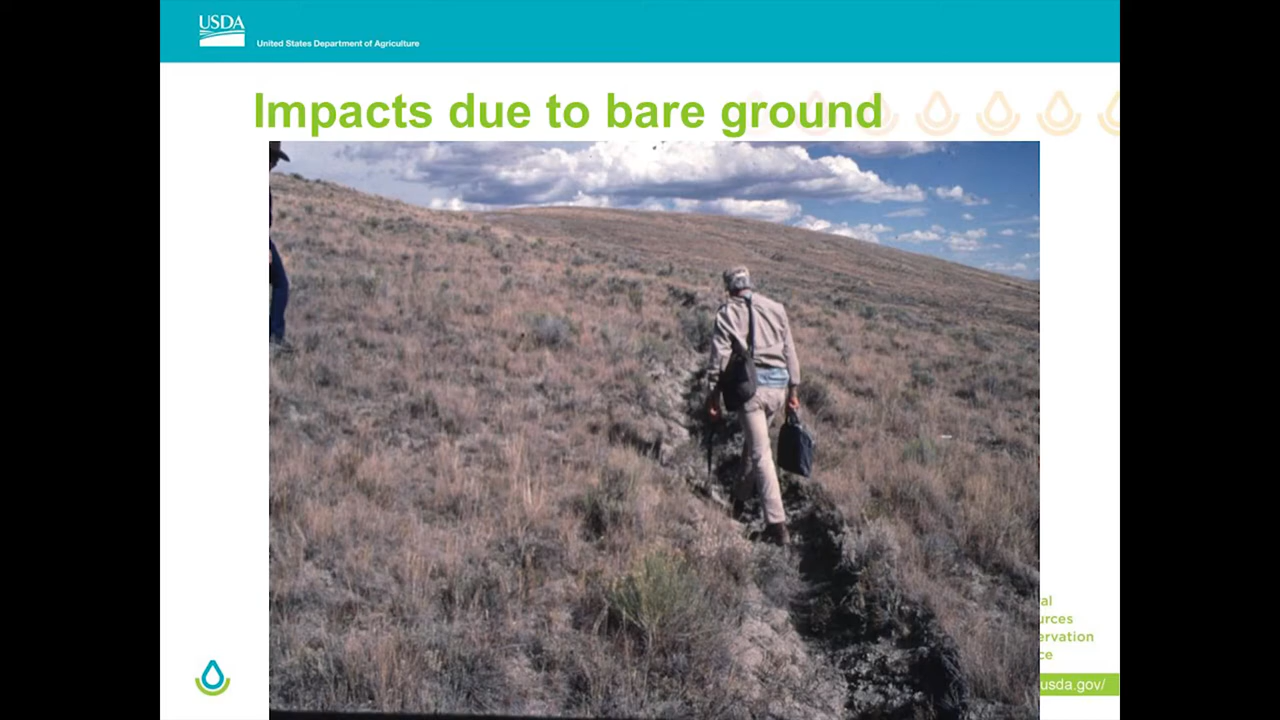 USDA
United States Department of Agriculture
Impacts due to bare ground
al
urces
ervation
ce
usda.gov/